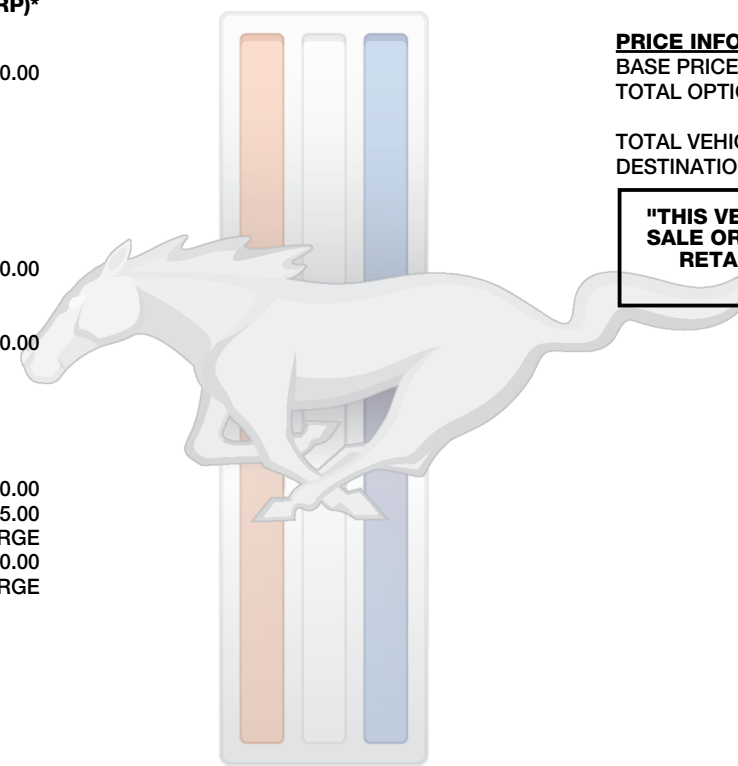 RP)*
0.00
0.00
0.00
0.00
5.00
RGE
0.00
RGE
PRICE INFO
BASE PRICE
TOTAL OPTIO
TOTAL VEHIC
DESTINATIO
"THIS VE
SALE OR
RETA